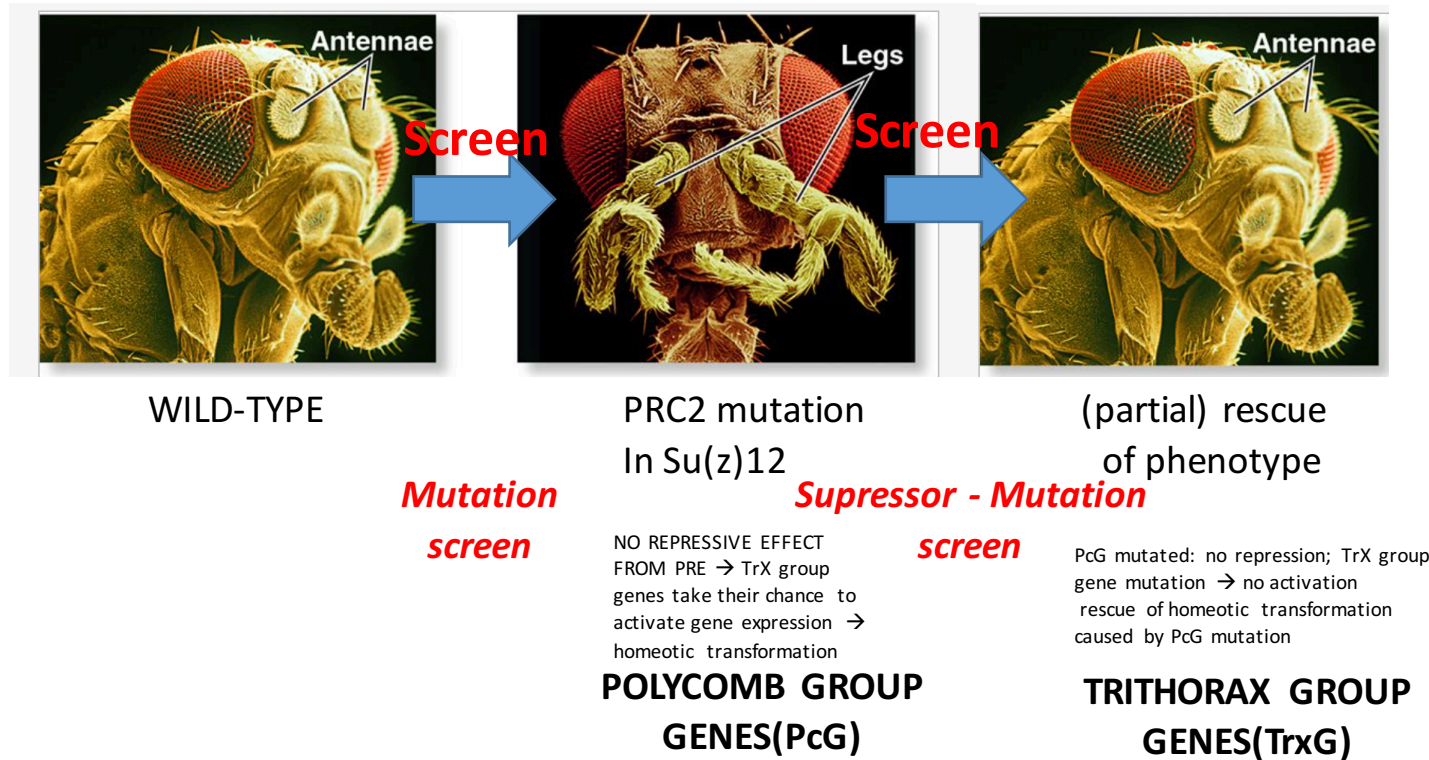 Antennae
Legs
Antennae
Screen
Screen
WILD-TYPE
PRC2 mutation
In Su(z)12
(partial) rescue
of phenotype
Mutation
screen
Supressor - Mutation
screen
NO REPRESSIVE EFFECT
FROM PRE → TrX group
genes take their chance to
activate gene expression →
homeotic transformation
PcG mutated: no repression; TrX group
gene mutation → no activation
rescue of homeotic transformation
caused by PcG mutation
POLYCOMB GROUP
GENES(PcG)
TRITHORAX GROUP
GENES(TrxG)